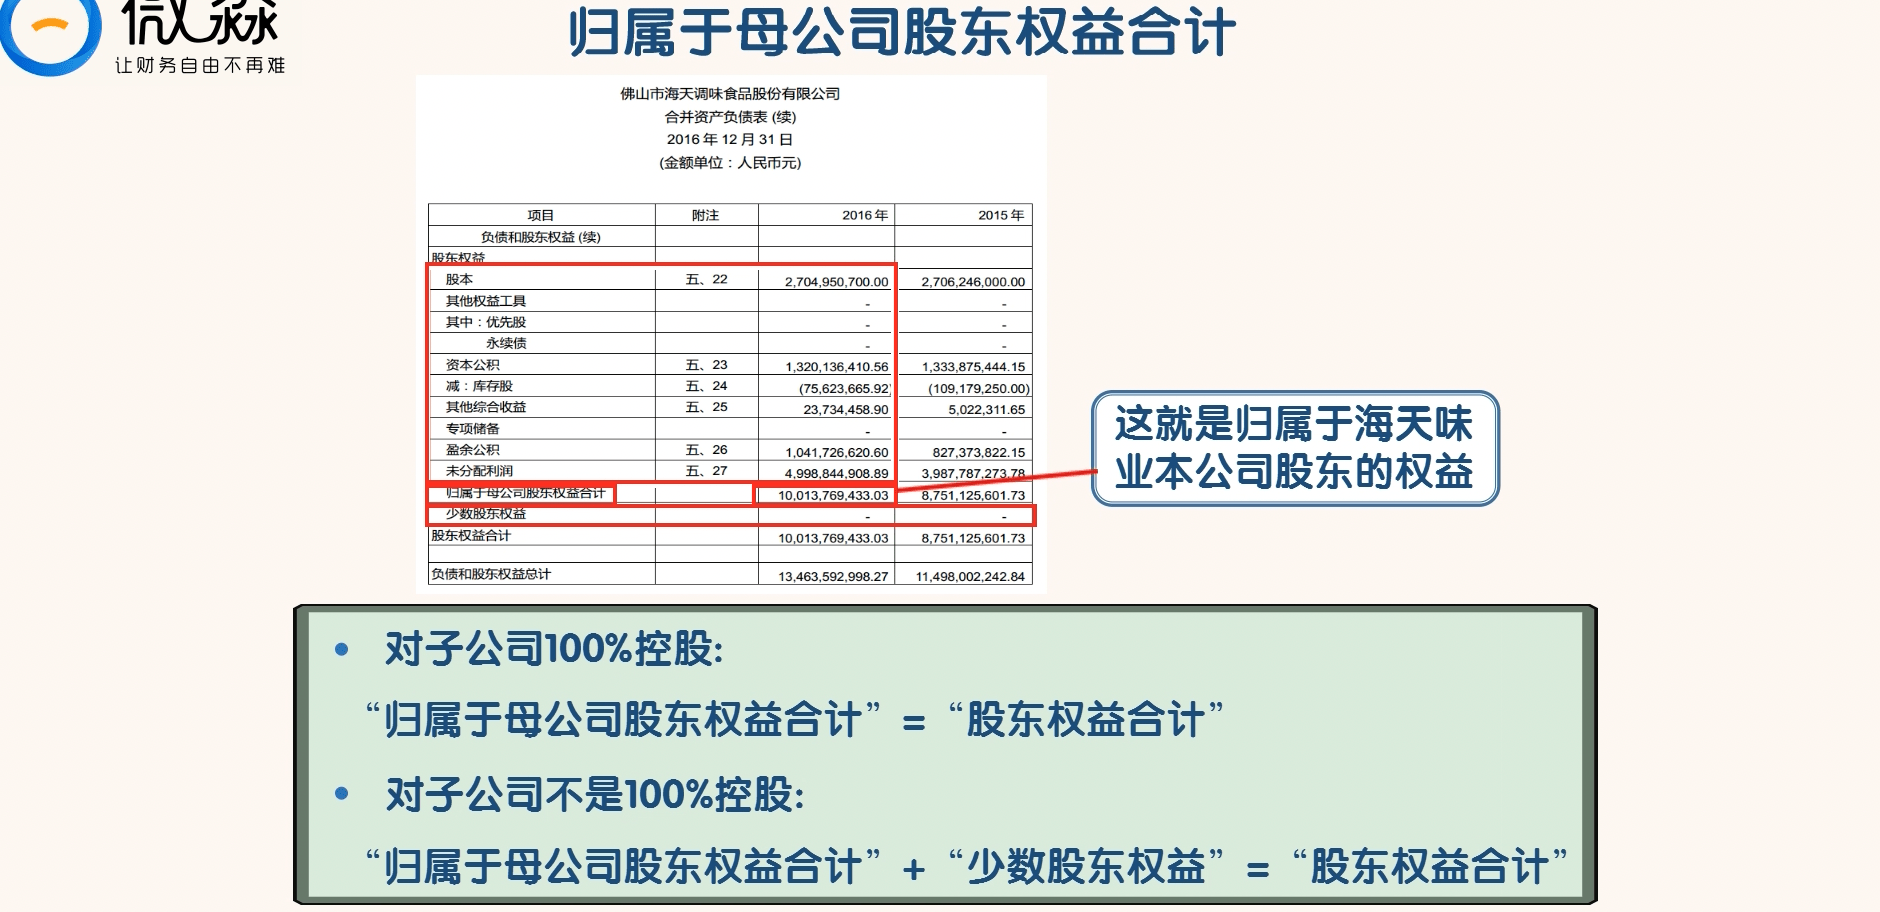 微淼
让财务自由不再难
归属于母公司股东权益合计
佛山市海天调味食品股份有限公司
合并资产负债表 (续)
2016 年 12 月 31 日
(金额单位：人民币元)
项目 附注 2016 年 2015 年
负债和股东权益 (续)
股东权益
股本 五、22 2,704,950,700.00 2,706,246,000.00
其他权益工具 - -
其中：优先股 - -
永续债 - -
资本公积 五、23 1,320,136,410.56 1,333,875,444.15
减：库存股 五、24 (75,623,665.92) (109,179,250.00)
其他综合收益 五、25 23,734,458.90 5,022,311.65
专项储备 - -
盈余公积 五、26 1,041,726,620.60 827,373,822.15
未分配利润 五、27 4,998,844,908.89 3,987,787,273.78
归属于母公司股东权益合计 10,013,769,433.03 8,751,125,601.73
少数股东权益 - -
股东权益合计 10,013,769,433.03 8,751,125,601.73
负债和股东权益总计 13,463,592,998.27 11,498,002,242.84
这就是归属于海天味
业本公司股东的权益
• 对子公司100%控股:
“归属于母公司股东权益合计” = “股东权益合计”
• 对子公司不是100%控股:
“归属于母公司股东权益合计” + “少数股东权益” = “股东权益合计”